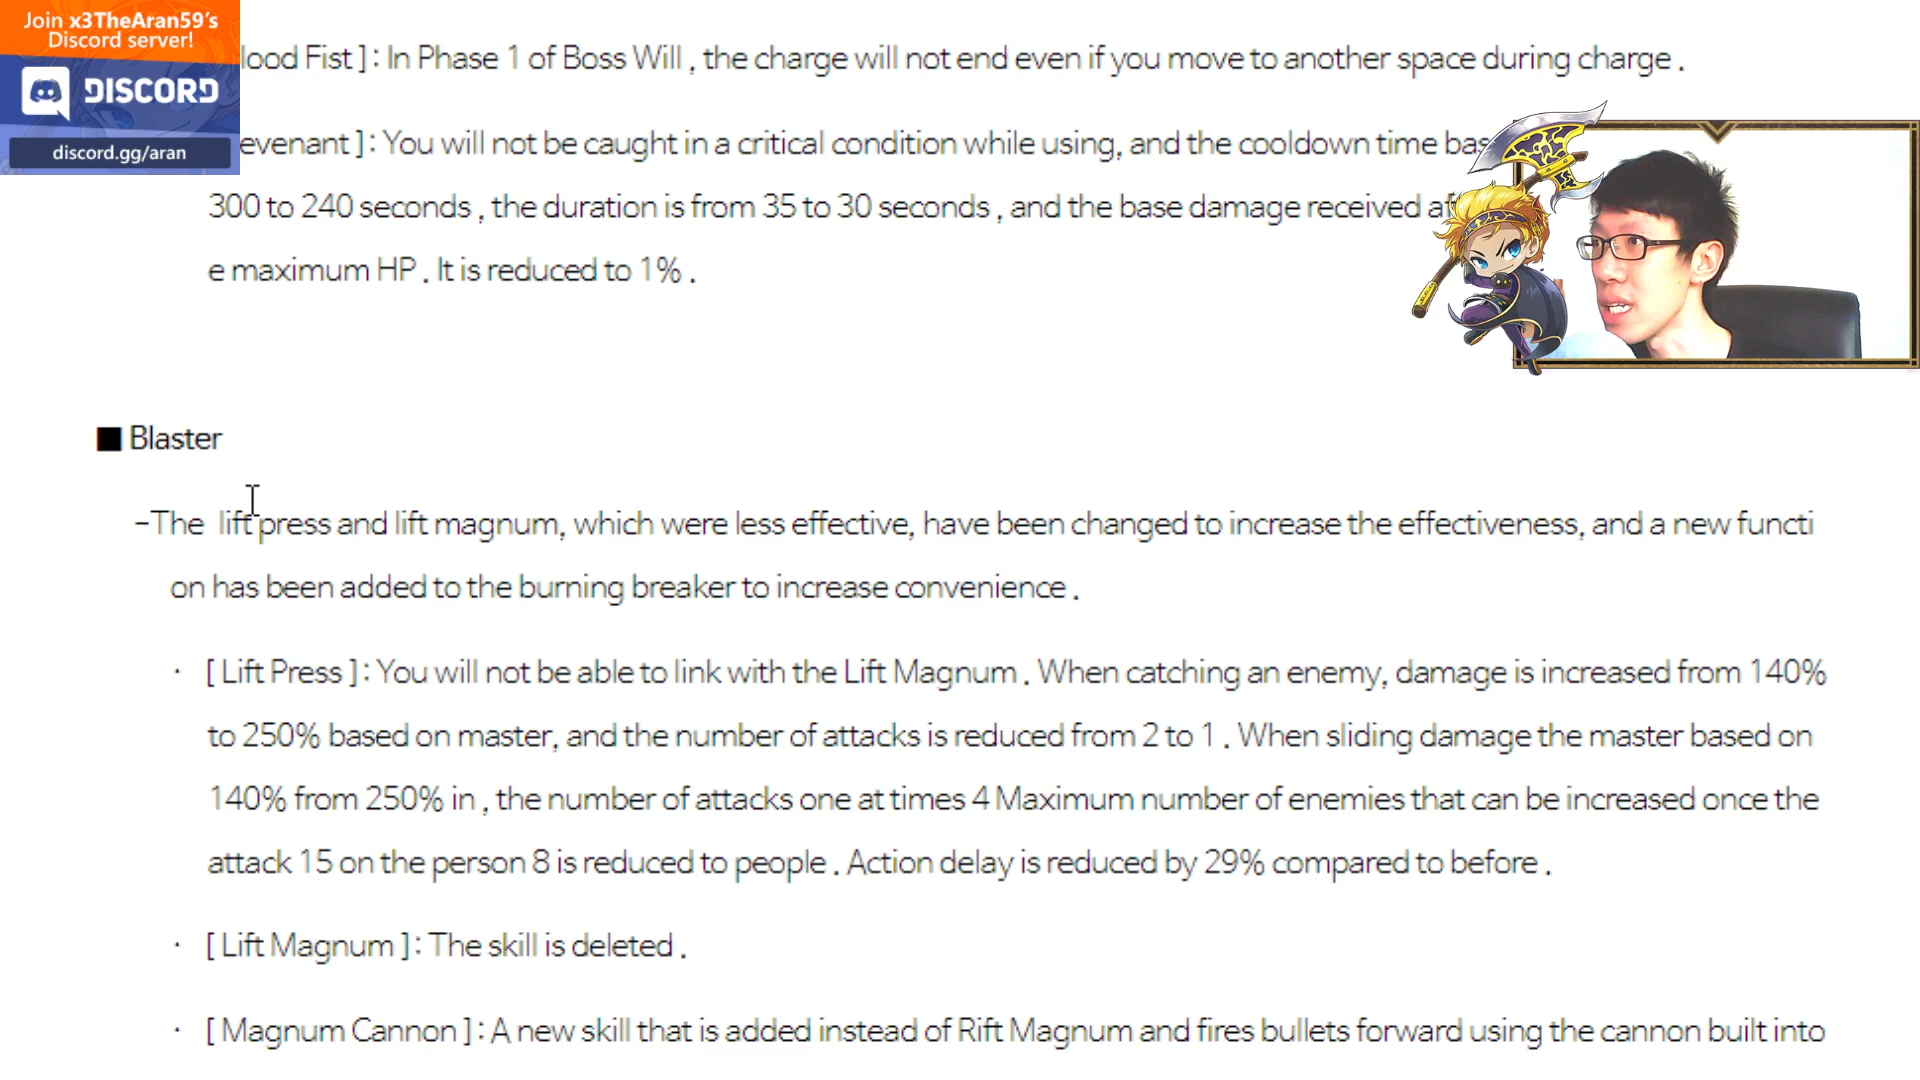 Join x3TheAran59's
Discord server!
DISCORD
discord.gg/aran
lood Fist ] : In Phase 1 of Boss Will , the charge will not end even if you move to another space during charge .
evenant ] : You will not be caught in a critical condition while using, and the cooldown time bas
300 to 240 seconds , the duration is from 35 to 30 seconds , and the base damage received af
e maximum HP . It is reduced to 1% .
■ Blaster
-The lift press and lift magnum, which were less effective, have been changed to increase the effectiveness, and a new functi
on has been added to the burning breaker to increase convenience .
· [ Lift Press ] : You will not be able to link with the Lift Magnum . When catching an enemy, damage is increased from 140%
to 250% based on master, and the number of attacks is reduced from 2 to 1 . When sliding damage the master based on
140% from 250% in , the number of attacks one at times 4 Maximum number of enemies that can be increased once the
attack 15 on the person 8 is reduced to people . Action delay is reduced by 29% compared to before .
· [ Lift Magnum ] : The skill is deleted .
· [ Magnum Cannon ] : A new skill that is added instead of Rift Magnum and fires bullets forward using the cannon built into